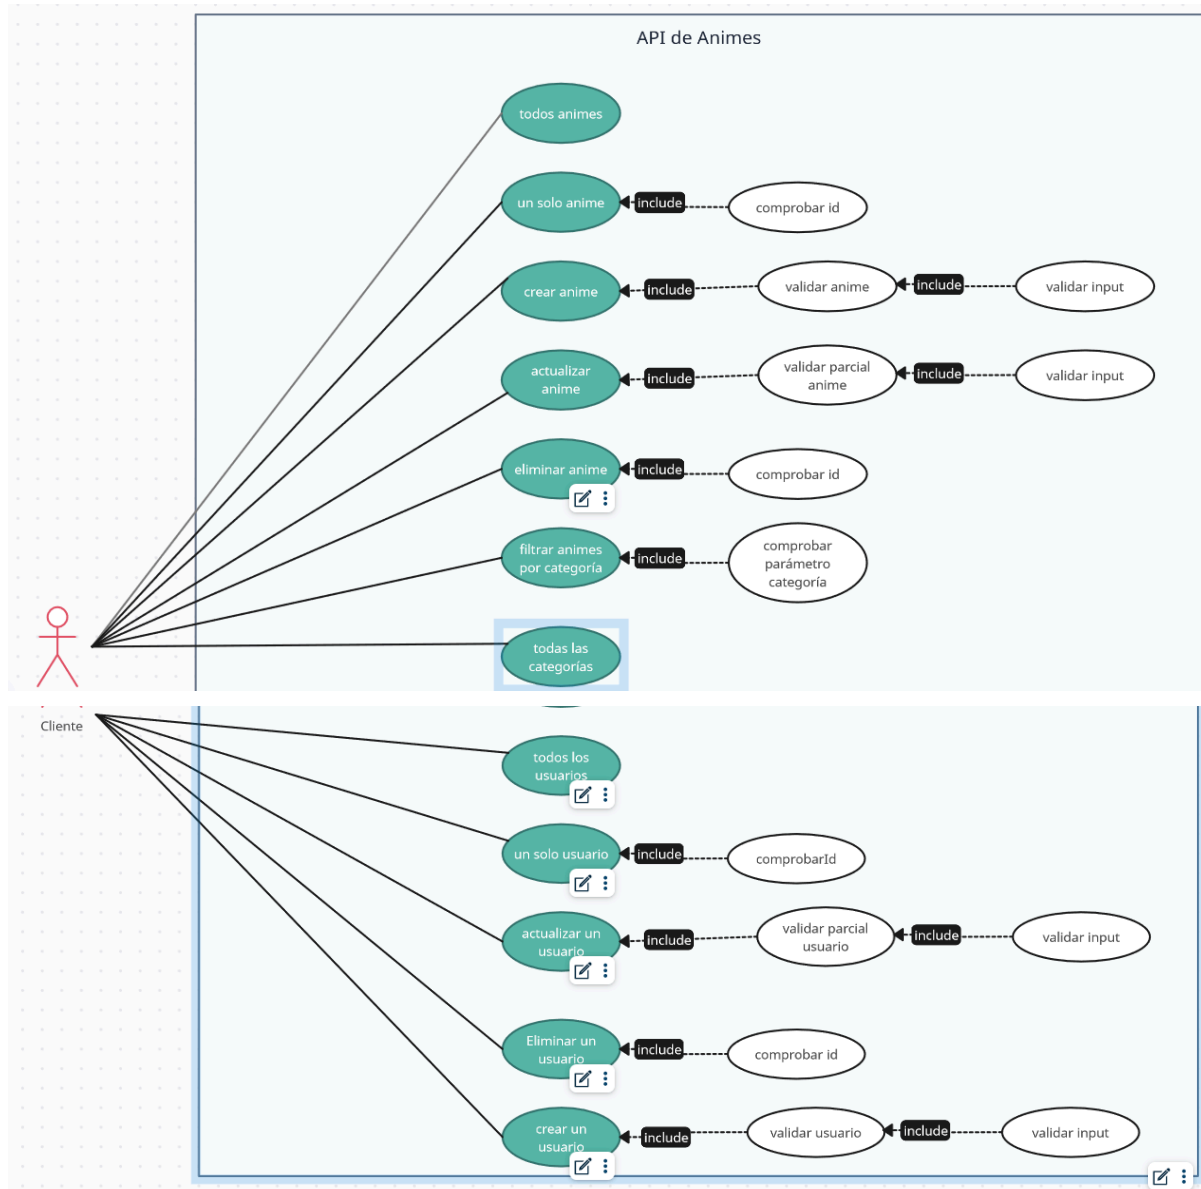 API de Animes
todos animes
un solo anime
include
comprobar id
crear anime
include
validar anime
include
validar input
actualizar
anime
include
validar parcial
anime
include
validar input
eliminar anime
include
comprobar id
filtrar animes
por categoría
include
comprobar
parámetro
categoría
todas las
categorías
Cliente
todos los
usuarios
un solo usuario
include
comprobarId
actualizar un
usuario
include
validar parcial
usuario
include
validar input
Eliminar un
usuario
include
comprobar id
crear un
usuario
include
validar usuario
include
validar input